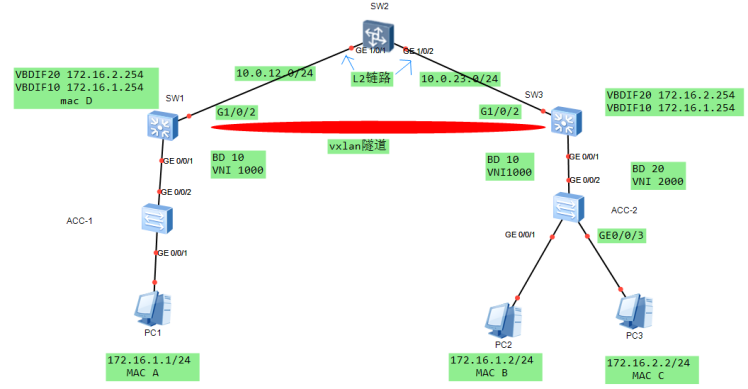 SW2
GE 1/0/1
GE 1/0/2
L2链路
10.0.12.0/24
10.0.23.0/24
VBDIF20 172.16.2.254
VBDIF10 172.16.1.254
mac D
SW1
SW3
VBDIF20 172.16.2.254
VBDIF10 172.16.1.254
G1/0/2
G1/0/2
vxlan隧道
GE 0/0/1
GE 0/0/1
BD 10
VNI 1000
BD 10
VNI1000
BD 20
VNI 2000
GE 0/0/2
GE 0/0/2
ACC-1
ACC-2
GE 0/0/1
GE 0/0/1
GE0/0/3
PC1
PC2
PC3
172.16.1.1/24
MAC A
172.16.1.2/24
MAC B
172.16.2.2/24
MAC C